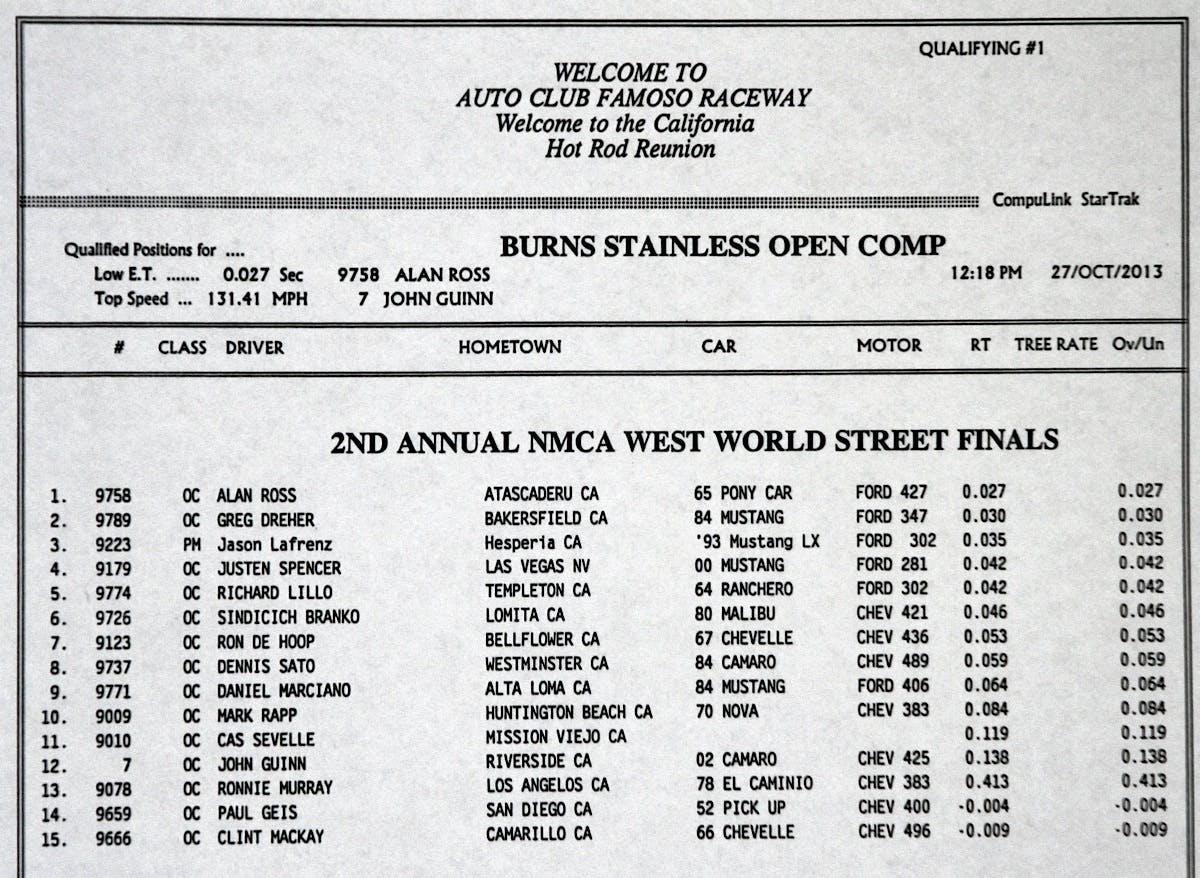 QUALIFYING #1
WELCOME TO
AUTO CLUB FAMOSO RACEWAY
Welcome to the California
Hot Rod Reunion
CompuLink StarTrak
Qualified Positions for .... BURNS STAINLESS OPEN COMP
Low E.T. ....... 0.027 Sec 9758 ALAN ROSS 12:18 PM 27/OCT/2013
Top Speed ... 131.41 MPH 7 JOHN GUINN
# CLASS DRIVER HOMETOWN CAR MOTOR RT TREE RATE Ov/Un
2ND ANNUAL NMCA WEST WORLD STREET FINALS
1. 9758 OC ALAN ROSS ATASCADERU CA 65 PONY CAR FORD 427 0.027 0.027
2. 9789 OC GREG DREHER BAKERSFIELD CA 84 MUSTANG FORD 347 0.030 0.030
3. 9223 PM Jason Lafrenz Hesperia CA '93 Mustang LX FORD 302 0.035 0.035
4. 9179 OC JUSTEN SPENCER LAS VEGAS NV 00 MUSTANG FORD 281 0.042 0.042
5. 9774 OC RICHARD LILLO TEMPLETON CA 64 RANCHERO FORD 302 0.042 0.042
6. 9726 OC SINDICICH BRANKO LOMITA CA 80 MALIBU CHEV 421 0.046 0.046
7. 9123 OC RON DE HOOP BELLFLOWER CA 67 CHEVELLE CHEV 436 0.053 0.053
8. 9737 OC DENNIS SATO WESTMINSTER CA 84 CAMARO CHEV 489 0.059 0.059
9. 9771 OC DANIEL MARCIANO ALTA LOMA CA 84 MUSTANG FORD 406 0.064 0.064
10. 9009 OC MARK RAPP HUNTINGTON BEACH CA 70 NOVA CHEV 383 0.084 0.084
11. 9010 OC CAS SEVELLE MISSION VIEJO CA 0.119 0.119
12. 7 OC JOHN GUINN RIVERSIDE CA 02 CAMARO CHEV 425 0.138 0.138
13. 9078 OC RONNIE MURRAY LOS ANGELOS CA 78 EL CAMINIO CHEV 383 0.413 0.413
14. 9659 OC PAUL GEIS SAN DIEGO CA 52 PICK UP CHEV 400 -0.004 -0.004
15. 9666 OC CLINT MACKAY CAMARILLO CA 66 CHEVELLE CHEV 496 -0.009 -0.009